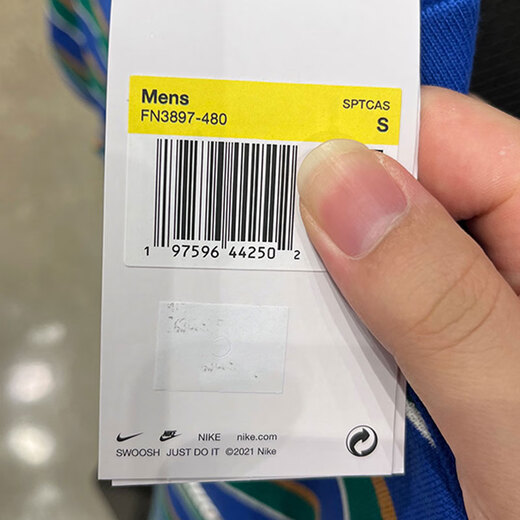 Mens
FN3897-480
SPTCAS
S
1 97596 44250 2
NIKE nike.com
SWOOSH JUST DO IT ©2021 Nike